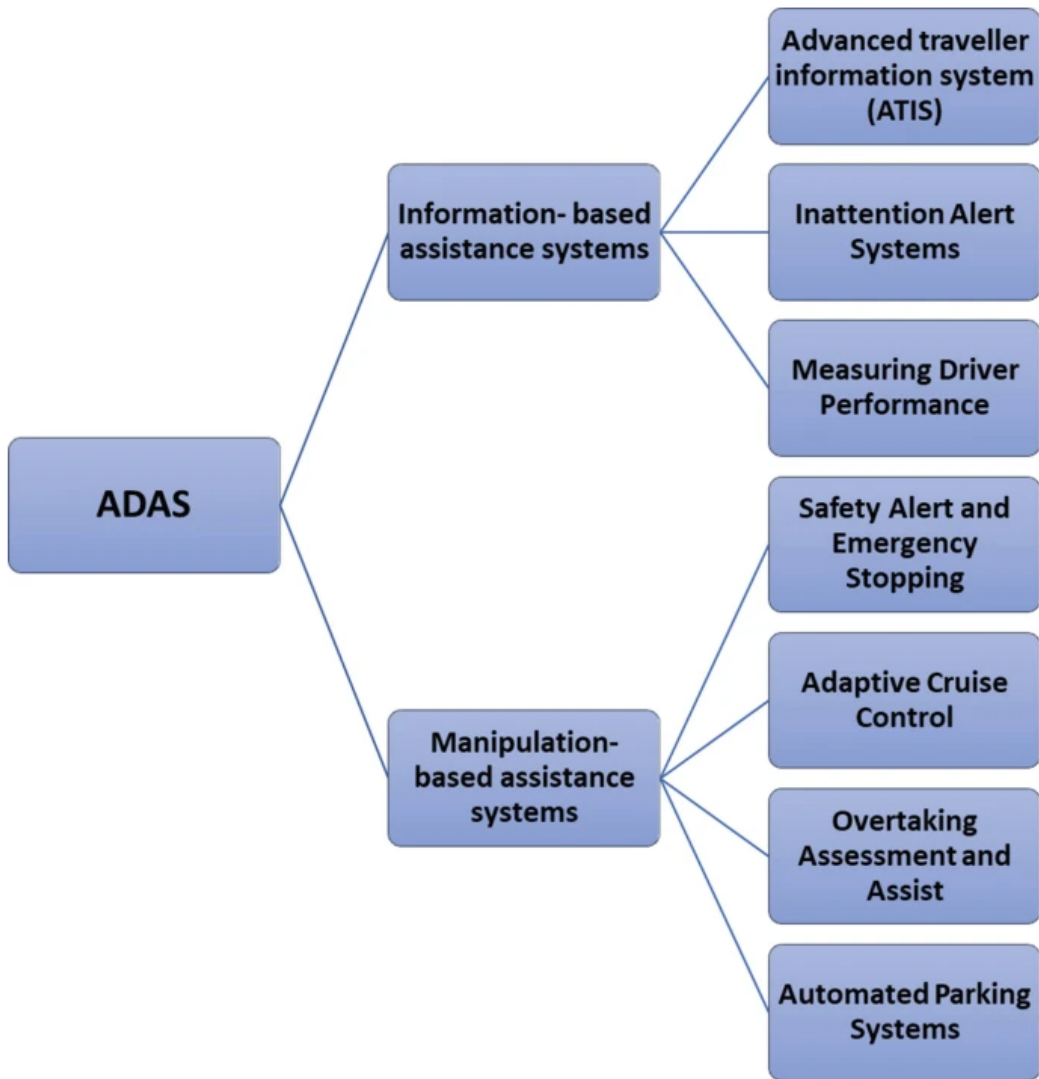 Advanced traveller
information system
(ATIS)
Information- based
assistance systems
Inattention Alert
Systems
Measuring Driver
Performance
ADAS
Safety Alert and
Emergency
Stopping
Manipulation-
based assistance
systems
Adaptive Cruise
Control
Overtaking
Assessment and
Assist
Automated Parking
Systems